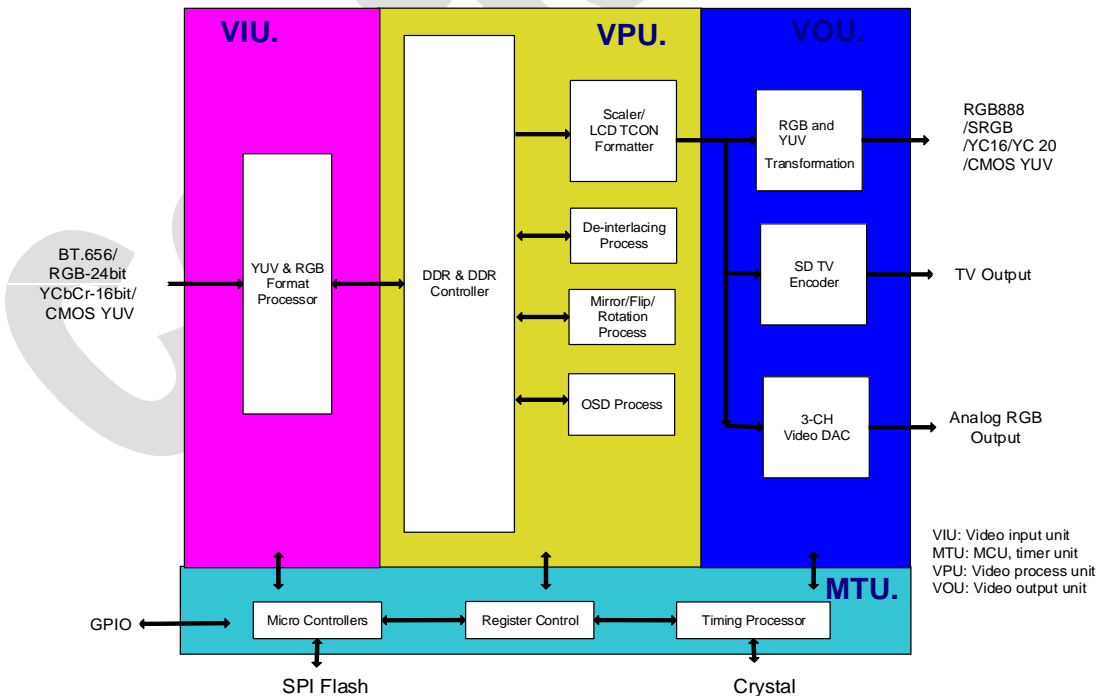 VIU.
VPU.
VOU.
BT.656/
RGB-24bit
YCbCr-16bit/
CMOS YUV
YUV & RGB
Format
Processor
DDR & DDR
Controller
Scaler/
LCD TCON
Formatter
De-interlacing
Process
Mirror/Flip/
Rotation
Process
OSD Process
RGB and
YUV
Transformation
SD TV
Encoder
3-CH
Video DAC
RGB888
/SRGB
/YC16/YC 20
/CMOS YUV
TV Output
Analog RGB
Output
VIU: Video input unit
MTU: MCU, timer unit
VPU: Video process unit
VOU: Video output unit
MTU.
GPIO
Micro Controllers
Register Control
Timing Processor
SPI Flash
Crystal